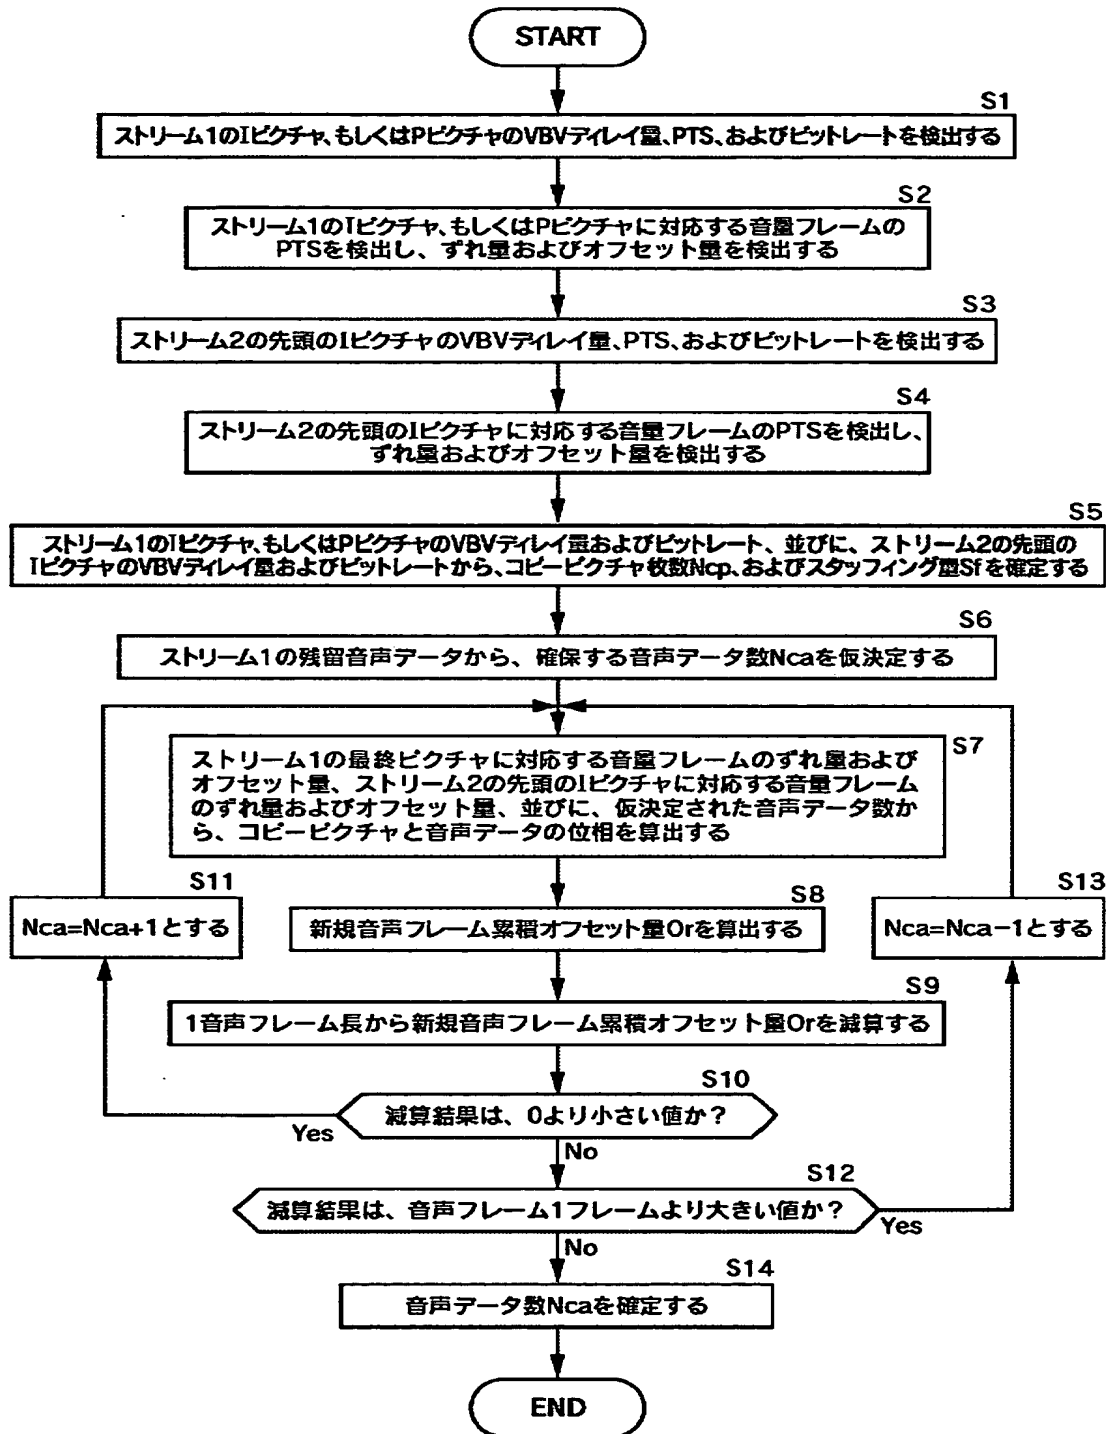 START
S1
ストリーム1のIピクチャ、もしくはPピクチャのVBVディレイ量、PTS、およびビットレートを検出する
S2
ストリーム1のIピクチャ、もしくはPピクチャに対応する音量フレームの
PTSを検出し、ずれ量およびオフセット量を検出する
S3
ストリーム2の先頭のIピクチャのVBVディレイ量、PTS、およびビットレートを検出する
S4
ストリーム2の先頭のIピクチャに対応する音量フレームのPTSを検出し、
ずれ量およびオフセット量を検出する
S5
ストリーム1のIピクチャ、もしくはPピクチャのVBVディレイ量およびビットレート、並びに、ストリーム2の先頭の
IピクチャのVBVディレイ量およびビットレートから、コピーピクチャ枚数Ncp、およびスタッフィング量Sfを確定する
S6
ストリーム1の残留音声データから、確保する音声データ数Ncaを仮決定する
S7
ストリーム1の最終ピクチャに対応する音量フレームのずれ量および
オフセット量、ストリーム2の先頭のIピクチャに対応する音量フレーム
のずれ量およびオフセット量、並びに、仮決定された音声データ数か
ら、コピーピクチャと音声データの位相を算出する
S11
Nca=Nca+1とする
S8
新規音声フレーム累積オフセット量Orを算出する
S13
Nca=Nca−1とする
S9
1音声フレーム長から新規音声フレーム累積オフセット量Orを減算する
S10
減算結果は、0より小さい値か?
Yes
No
S12
減算結果は、音声フレーム1フレームより大きい値か?
Yes
No
S14
音声データ数Ncaを確定する
END